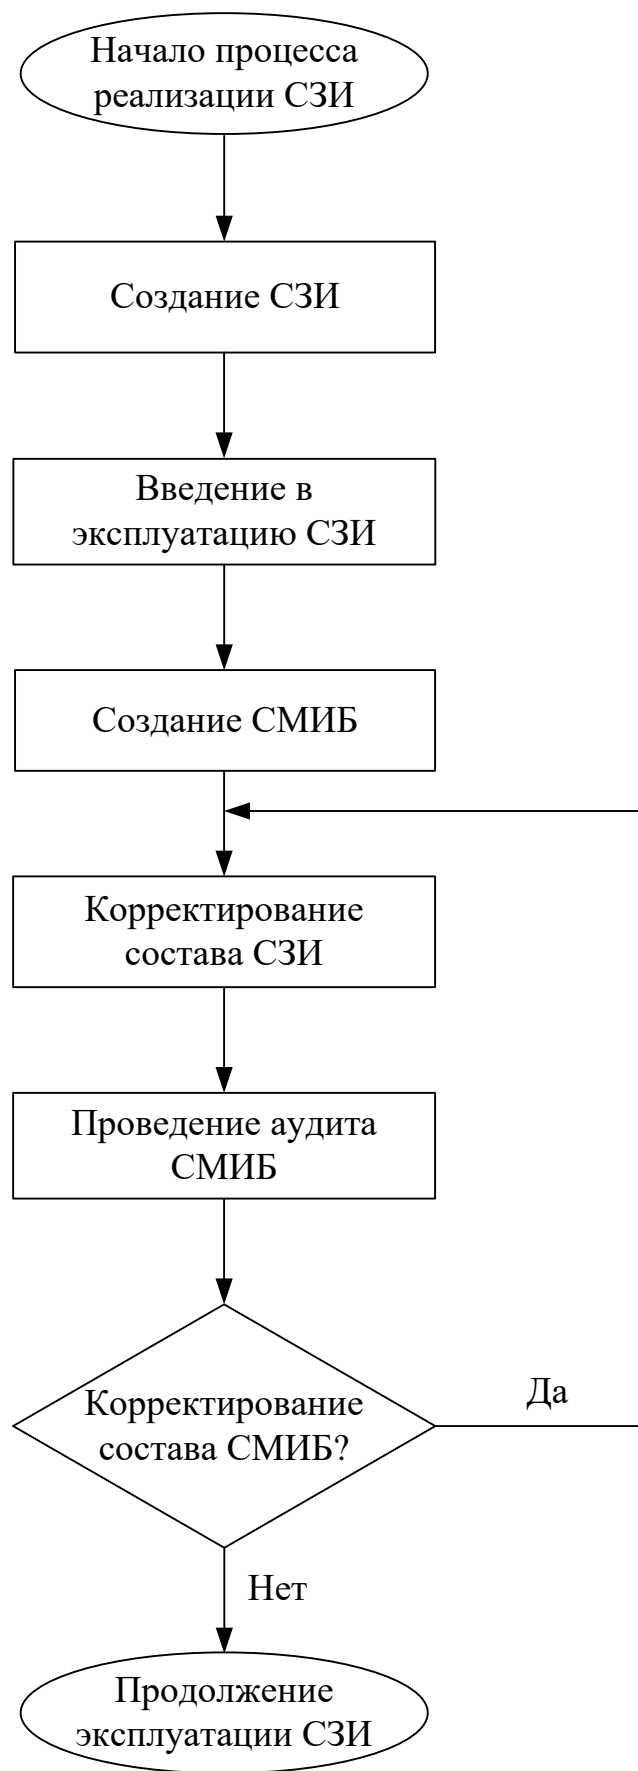 Начало процесса
реализации СЗИ
Создание СЗИ
Введение в
эксплуатацию СЗИ
Создание СМИБ
Корректирование
состава СЗИ
Проведение аудита
СМИБ
Корректирование
состава СМИБ?
Да
Нет
Продолжение
эксплуатации СЗИ